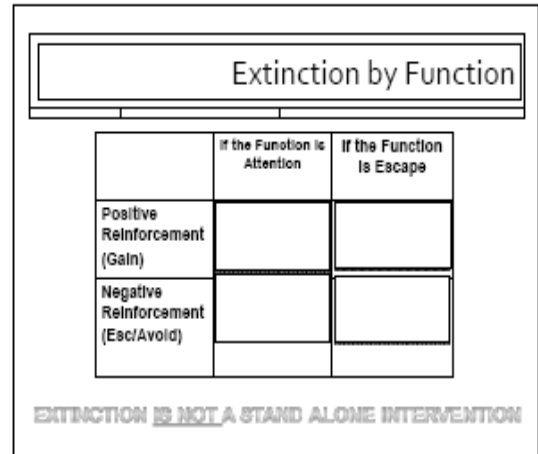 Extinction by Function
If the Function is
Attention
If the Function
is Escape
Positive
Reinforcement
(Gain)
Negative
Reinforcement
(Esc/Avoid)
EXTINCTION IS NOT A STAND ALONE INTERVENTION